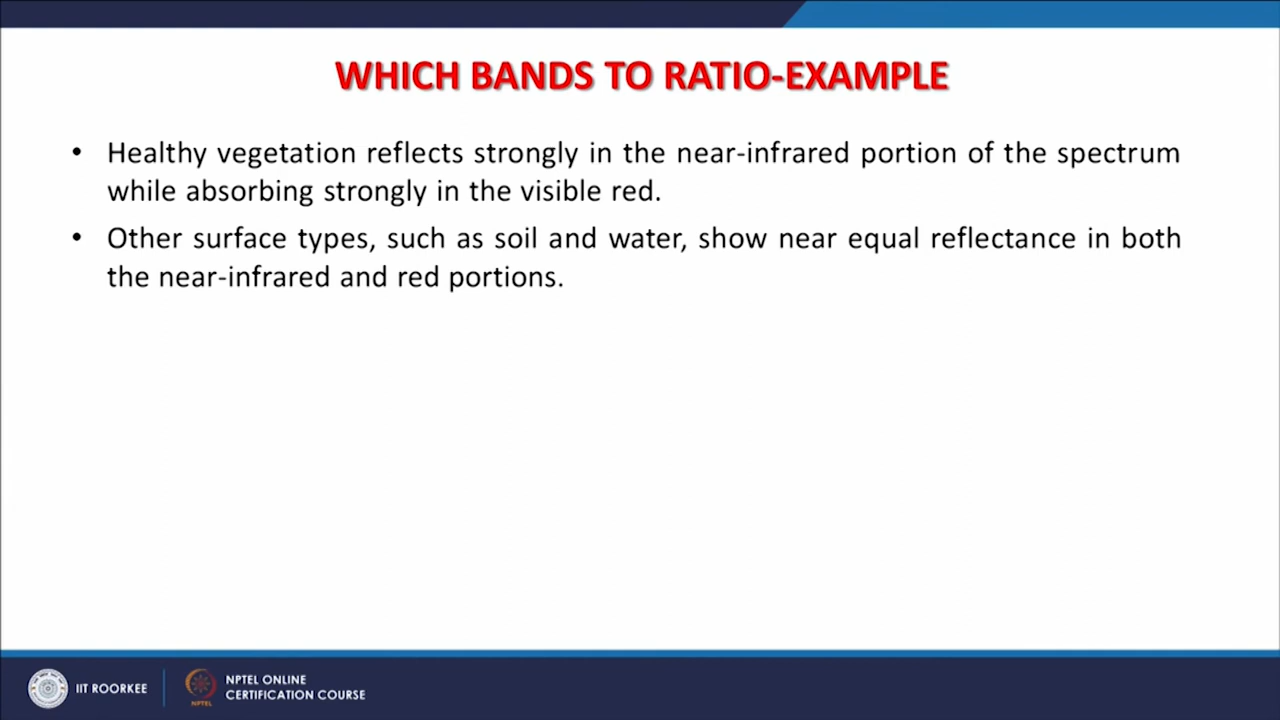 WHICH BANDS TO RATIO-EXAMPLE
• Healthy vegetation reflects strongly in the near-infrared portion of the spectrum
while absorbing strongly in the visible red.
• Other surface types, such as soil and water, show near equal reflectance in both
the near-infrared and red portions.
IIT ROORKEE
NPTEL ONLINE
CERTIFICATION COURSE
NPTEL